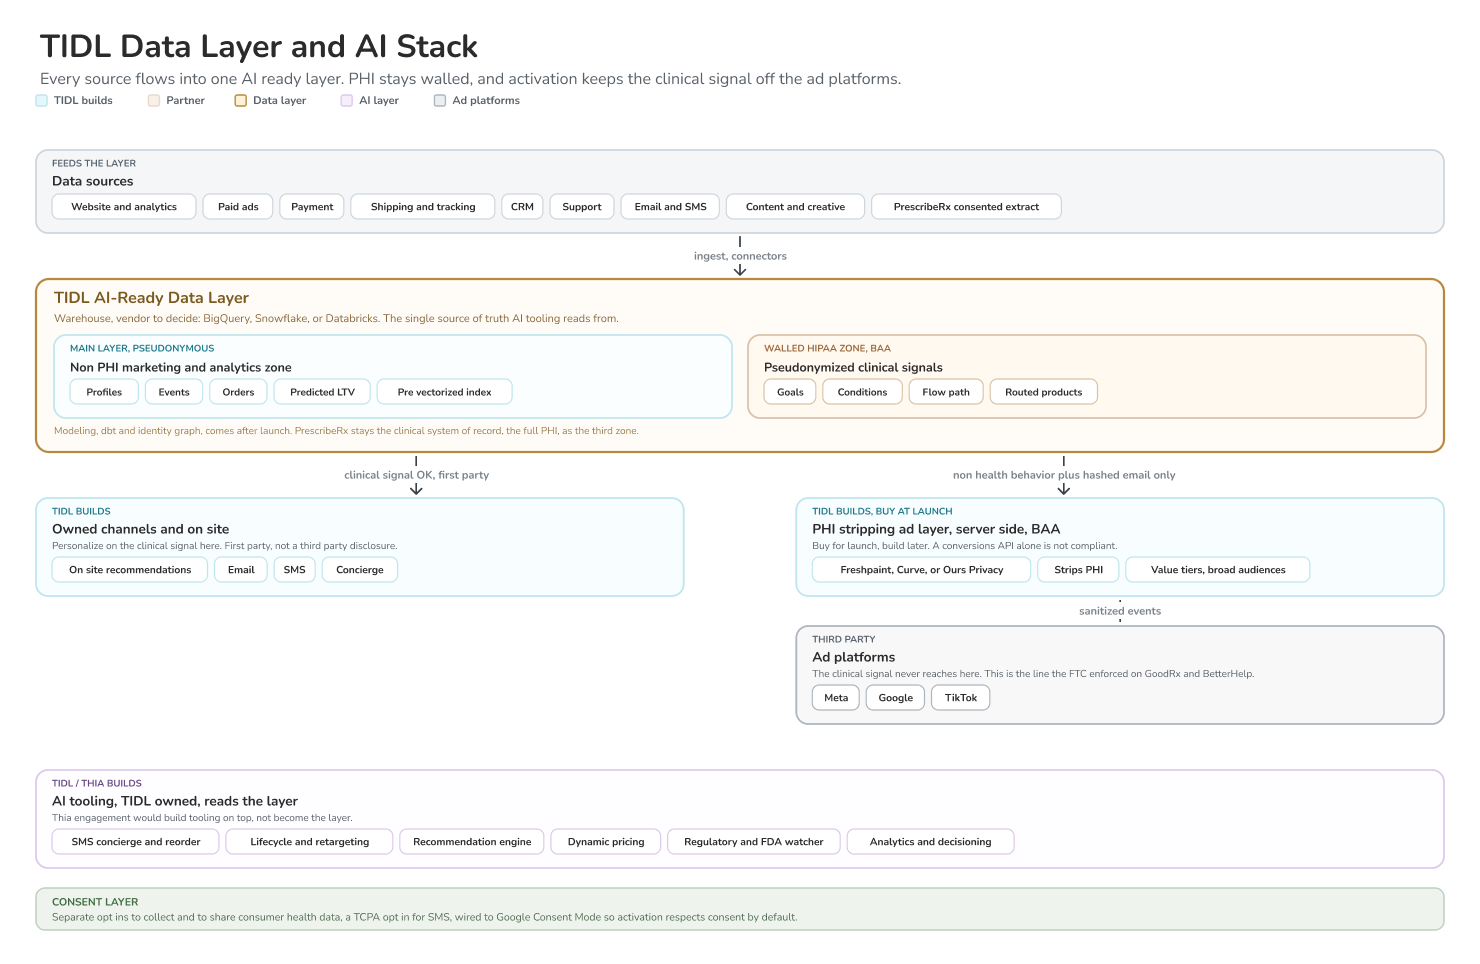 TIDL Data Layer and AI Stack
Every source flows into one AI ready layer. PHI stays walled, and activation keeps the clinical signal off the ad platforms.
TIDL builds Partner Data layer AI layer Ad platforms
FEEDS THE LAYER
Data sources
Website and analytics Paid ads Payment Shipping and tracking CRM Support Email and SMS Content and creative PrescribeRx consented extract
ingest, connectors
TIDL AI-Ready Data Layer
Warehouse, vendor to decide: BigQuery, Snowflake, or Databricks. The single source of truth AI tooling reads from.
MAIN LAYER, PSEUDONYMOUS
Non PHI marketing and analytics zone
Profiles Events Orders Predicted LTV Pre vectorized index
WALLED HIPAA ZONE, BAA
Pseudonymized clinical signals
Goals Conditions Flow path Routed products
Modeling, dbt and identity graph, comes after launch. PrescribeRx stays the clinical system of record, the full PHI, as the third zone.
clinical signal OK, first party
non health behavior plus hashed email only
TIDL BUILDS
Owned channels and on site
Personalize on the clinical signal here. First party, not a third party disclosure.
On site recommendations Email SMS Concierge
TIDL BUILDS, BUY AT LAUNCH
PHI stripping ad layer, server side, BAA
Buy for launch, build later. A conversions API alone is not compliant.
Freshpaint, Curve, or Ours Privacy Strips PHI Value tiers, broad audiences
sanitized events
THIRD PARTY
Ad platforms
The clinical signal never reaches here. This is the line the FTC enforced on GoodRx and BetterHelp.
Meta Google TikTok
TIDL / THIA BUILDS
AI tooling, TIDL owned, reads the layer
Thia engagement would build tooling on top, not become the layer.
SMS concierge and reorder Lifecycle and retargeting Recommendation engine Dynamic pricing Regulatory and FDA watcher Analytics and decisioning
CONSENT LAYER
Separate opt ins to collect and to share consumer health data, a TCPA opt in for SMS, wired to Google Consent Mode so activation respects consent by default.